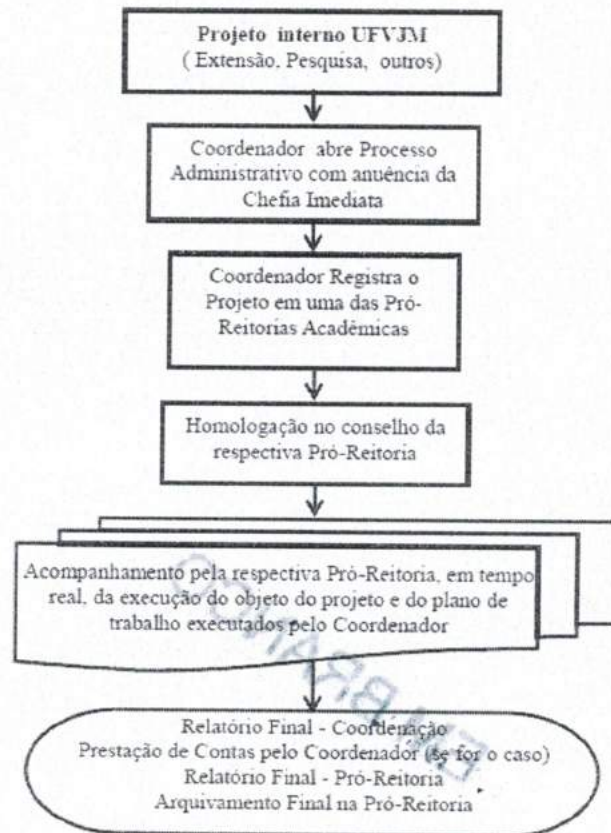 Projeto interno UFVJM
( Extensão, Pesquisa, outros)
Coordenador abre Processo
Administrativo com anuência da
Chefia Imediata
Coordenador Registra o
Projeto em uma das Pró-
Reitorias Acadêmicas
Homologação no conselho da
respectiva Pró-Reitoria
Acompanhamento pela respectiva Pró-Reitoria, em tempo
real, da execução do objeto do projeto e do plano de
trabalho executados pelo Coordenador
EM BRANCO
Relatório Final - Coordenação
Prestação de Contas pelo Coordenador (se for o caso)
Relatório Final - Pró-Reitoria
Arquivamento Final na Pró-Reitoria